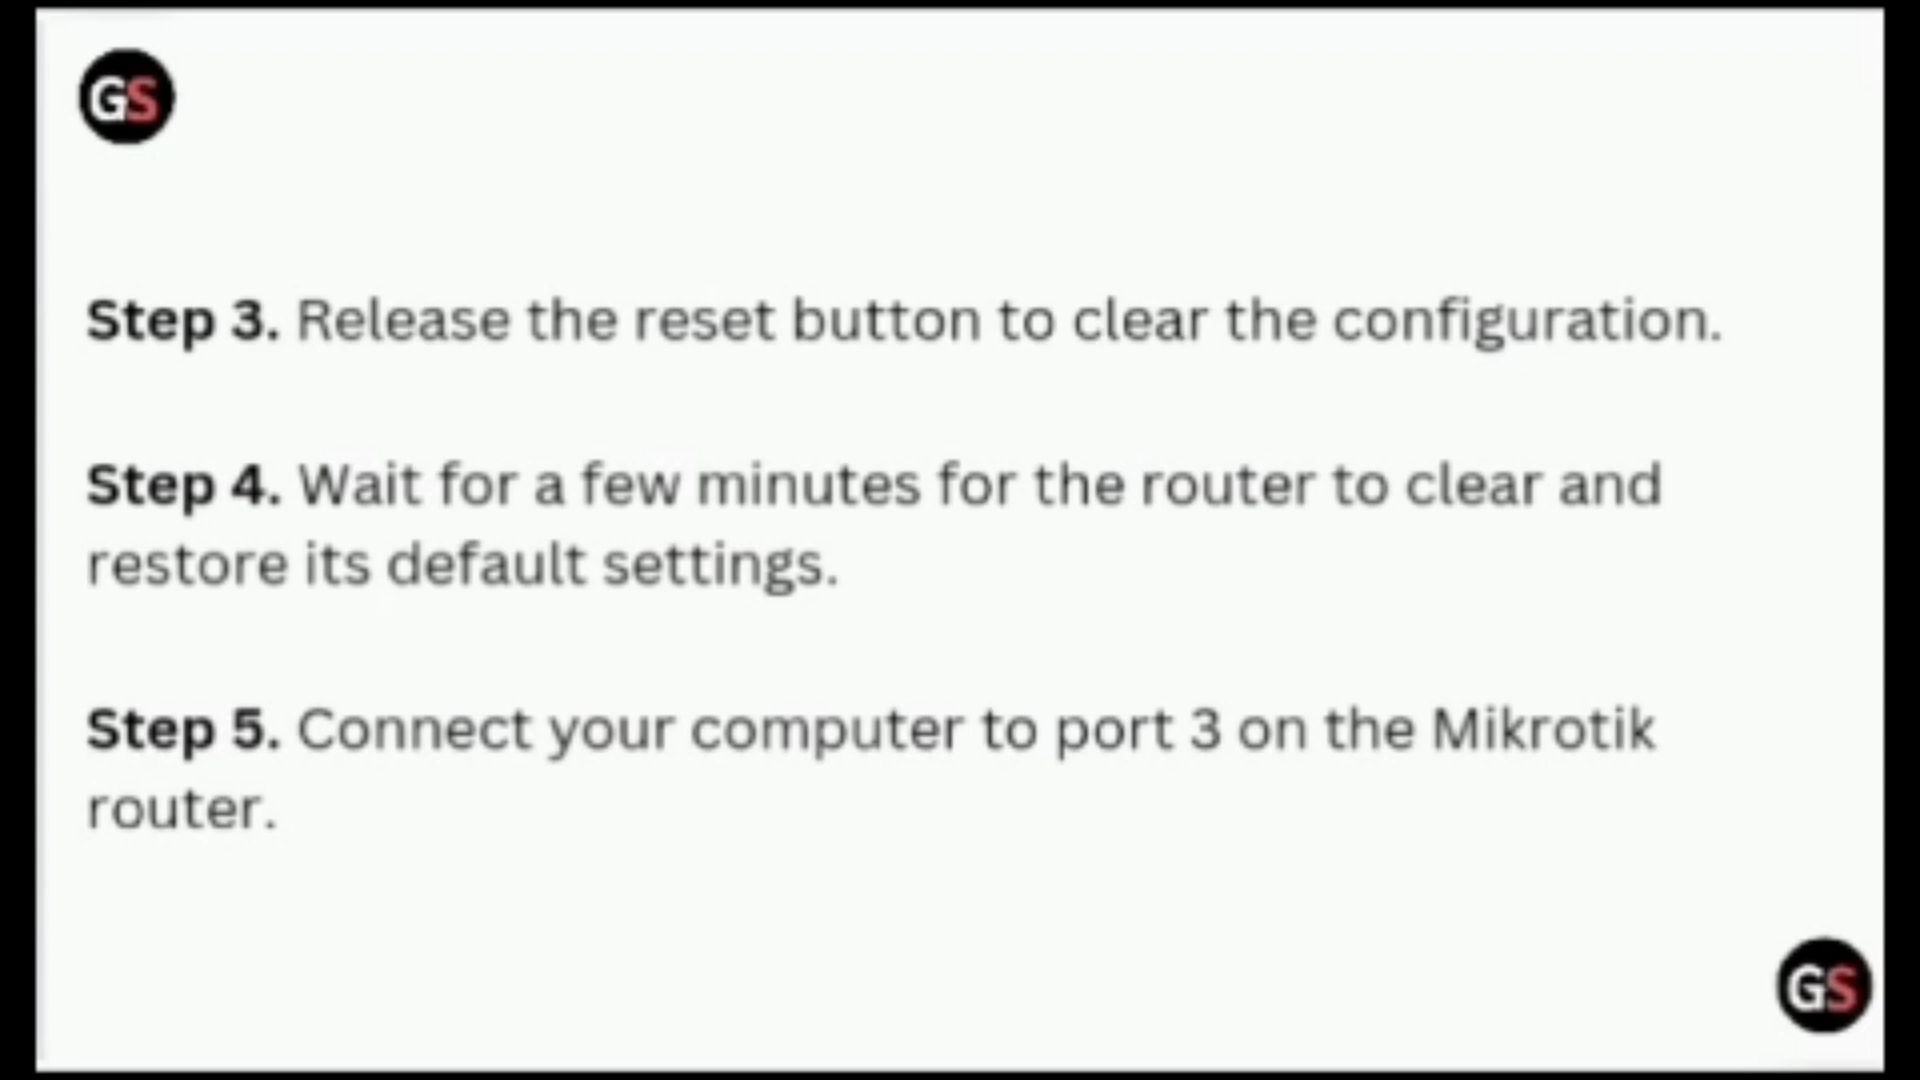 GS
Step 3. Release the reset button to clear the configuration.
Step 4. Wait for a few minutes for the router to clear and
restore its default settings.
Step 5. Connect your computer to port 3 on the Mikrotik
router.
GS